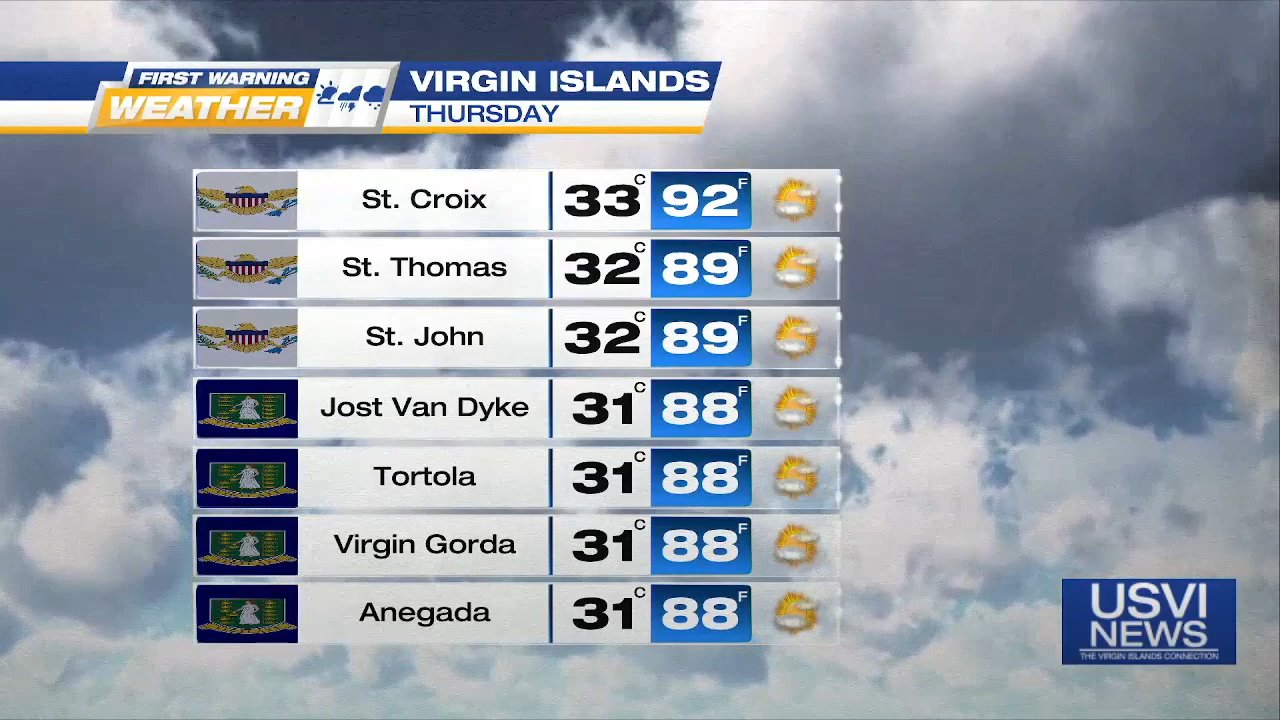 FIRST WARNING
WEATHER
VIRGIN ISLANDS
THURSDAY
St. Croix 33 C 92 F
St. Thomas 32 C 89 F
St. John 32 C 89 F
Jost Van Dyke 31 C 88 F
Tortola 31 C 88 F
Virgin Gorda 31 C 88 F
Anegada 31 C 88 F
USVI
NEWS
THE VIRGIN ISLANDS CONNECTION